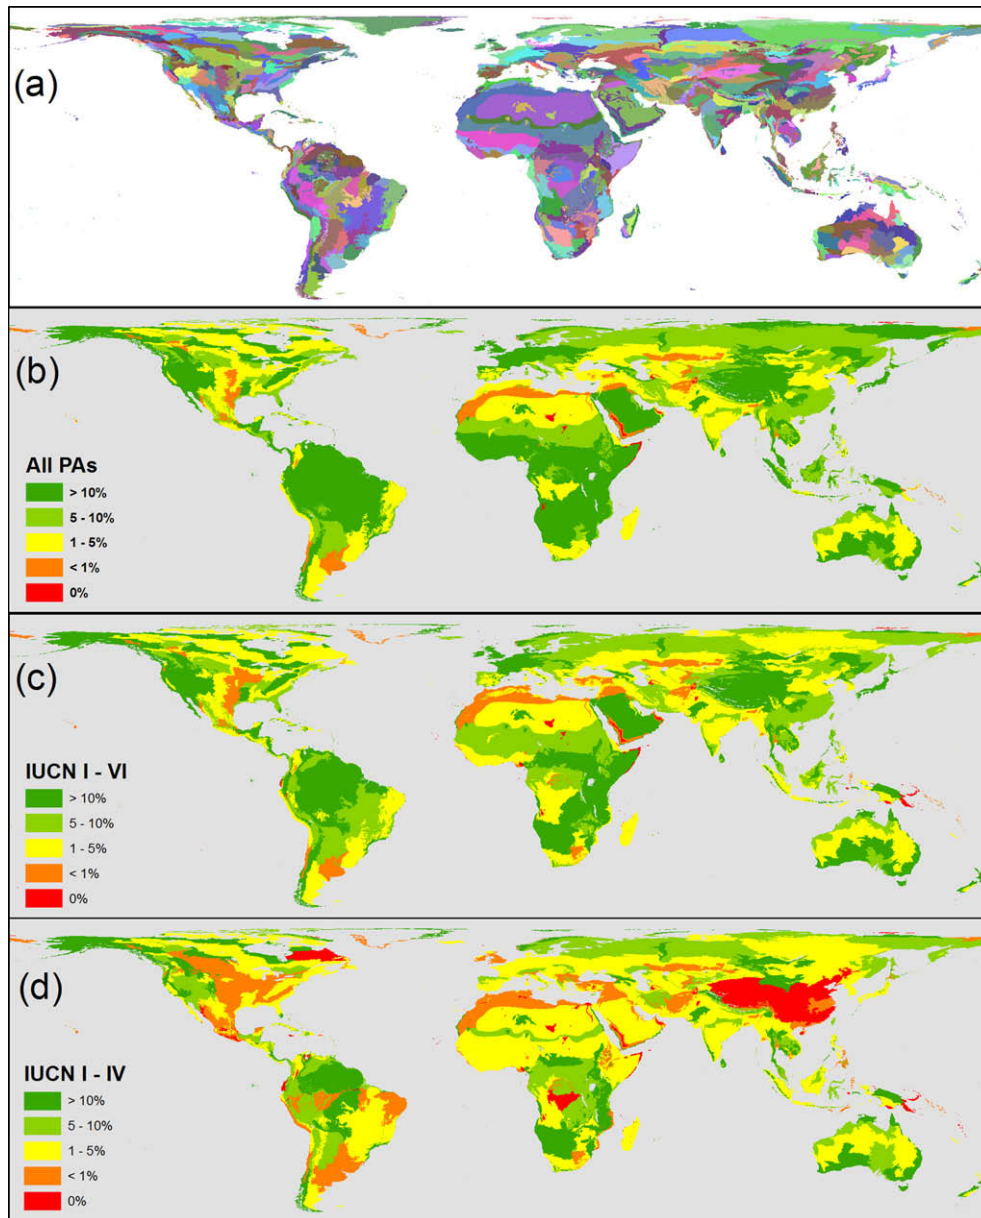 (a)
(b)
All PAs
> 10%
5 - 10%
1 - 5%
< 1%
0%
(c)
IUCN I - VI
> 10%
5 - 10%
1 - 5%
< 1%
0%
(d)
IUCN I - IV
> 10%
5 - 10%
1 - 5%
< 1%
0%